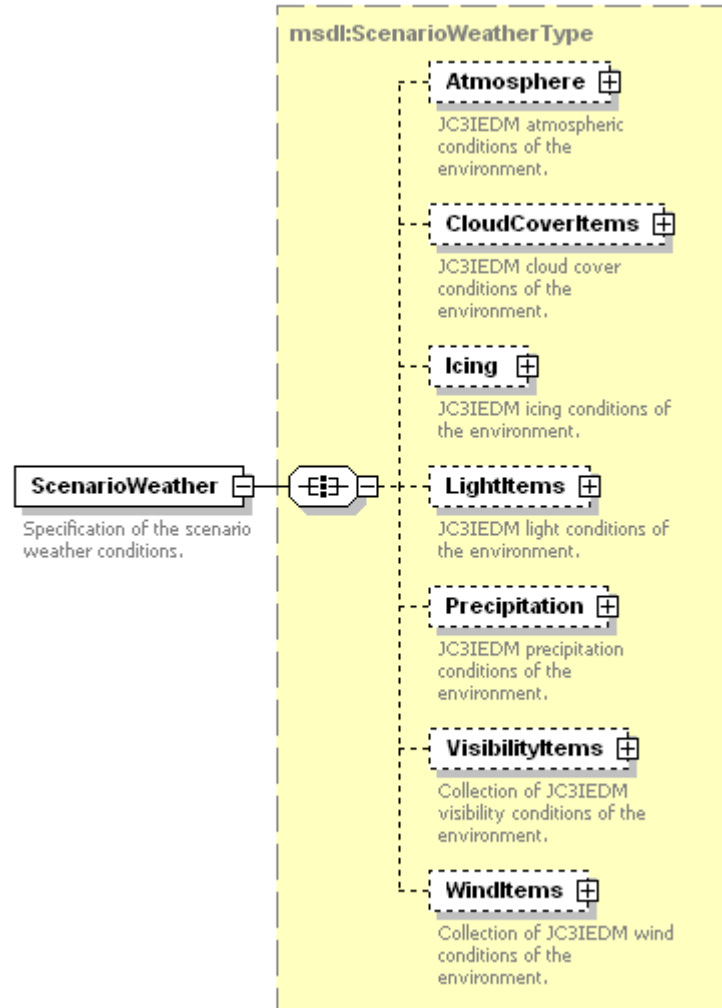 msdl:ScenarioWeatherType
Atmosphere
JC3IEDM atmospheric
conditions of the
environment.
CloudCoverItems
JC3IEDM cloud cover
conditions of the
environment.
Icing
JC3IEDM icing conditions of
the environment.
ScenarioWeather
Specification of the scenario
weather conditions.
LightItems
JC3IEDM light conditions of
the environment.
Precipitation
JC3IEDM precipitation
conditions of the
environment.
VisibilityItems
Collection of JC3IEDM
visibility conditions of the
environment.
WindItems
Collection of JC3IEDM wind
conditions of the
environment.